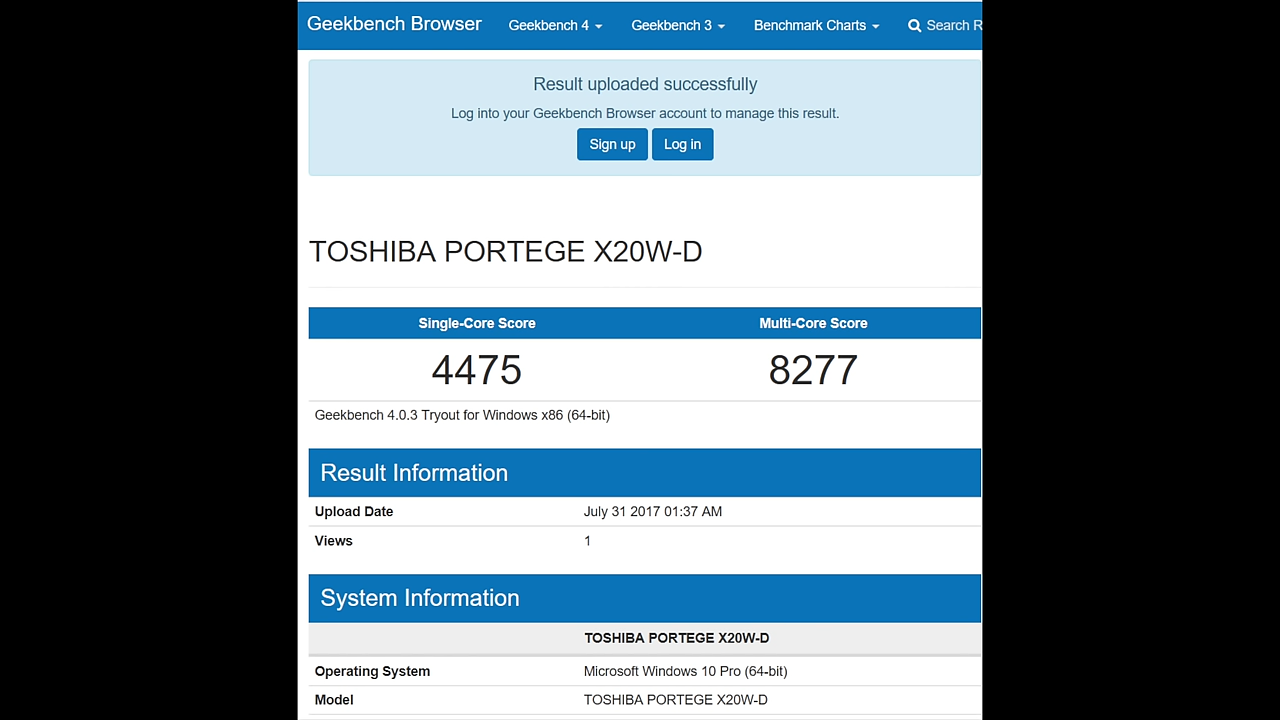 Geekbench Browser Geekbench 4 Geekbench 3 Benchmark Charts Search R
Result uploaded successfully
Log into your Geekbench Browser account to manage this result.
Sign up Log in
TOSHIBA PORTEGE X20W-D
Single-Core Score Multi-Core Score
4475 8277
Geekbench 4.0.3 Tryout for Windows x86 (64-bit)
Result Information
Upload Date July 31 2017 01:37 AM
Views 1
System Information
TOSHIBA PORTEGE X20W-D
Operating System Microsoft Windows 10 Pro (64-bit)
Model TOSHIBA PORTEGE X20W-D